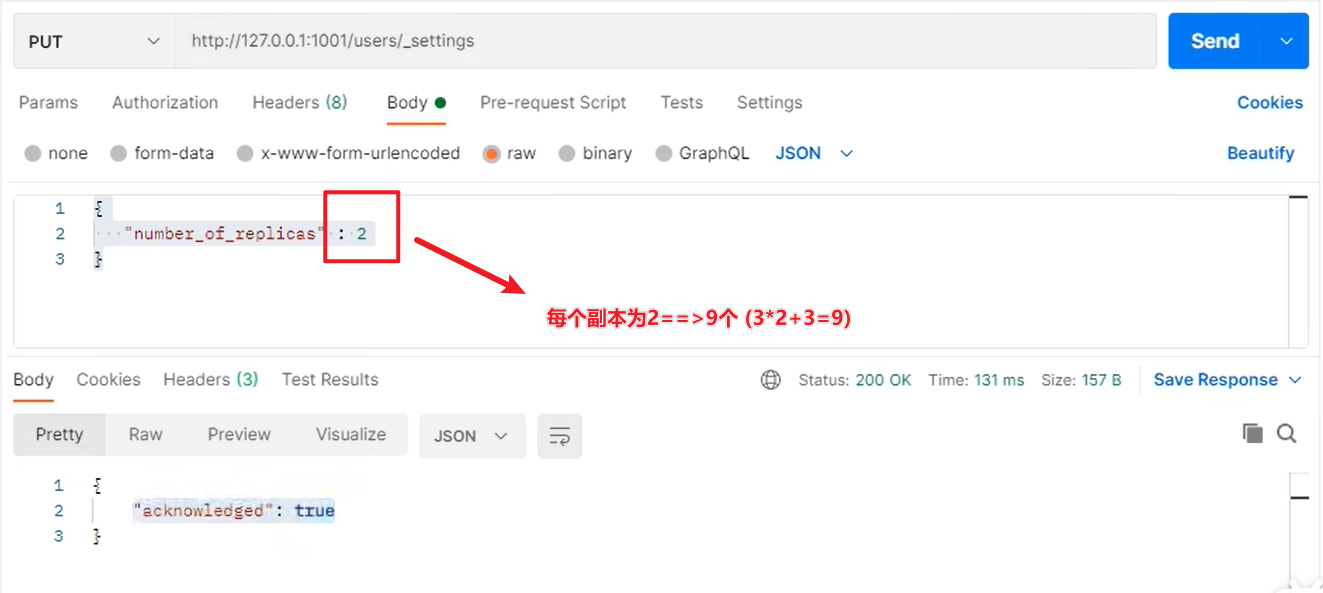 PUT http://127.0.0.1:1001/users/_settings Send
Params Authorization Headers (8) Body Pre-request Script Tests Settings Cookies
none form-data x-www-form-urlencoded raw binary GraphQL JSON Beautify
1 {
2 "number_of_replicas" : 2
3 }
每个副本为2==>9个 (3*2+3=9)
Body Cookies Headers (3) Test Results Status: 200 OK Time: 131 ms Size: 157 B Save Response
Pretty Raw Preview Visualize JSON
1 {
2 "acknowledged": true
3 }